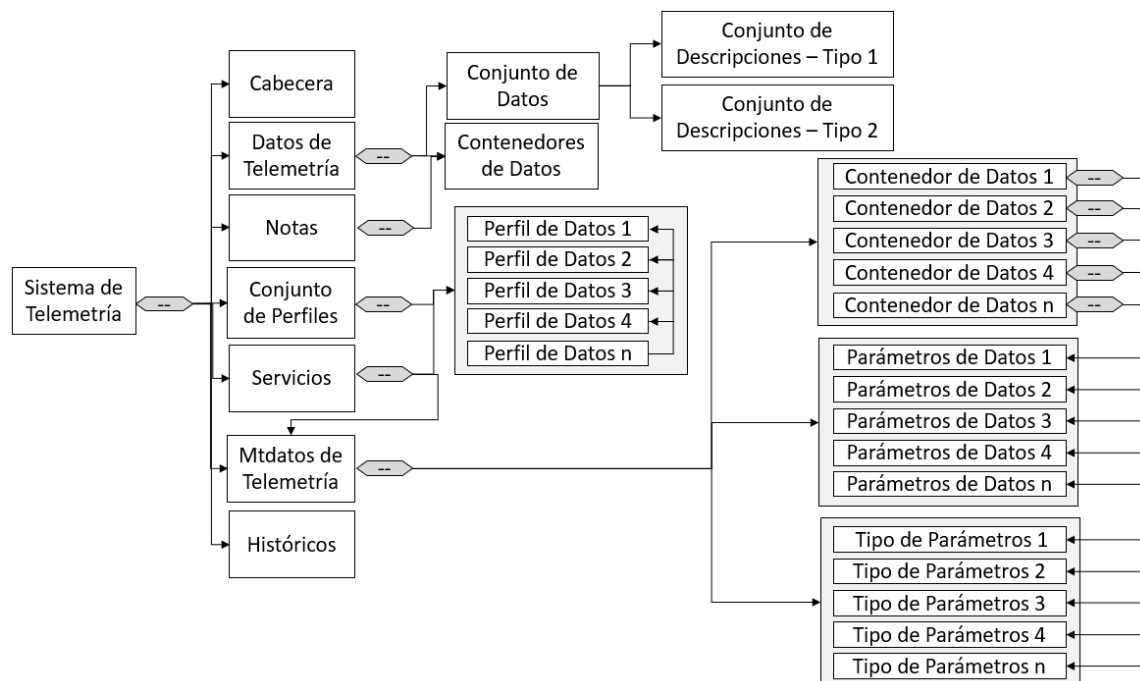 Sistema de
Telemetría
--
Cabecera
Datos de
Telemetría
--
Notas
--
Conjunto
de Perfiles
--
Servicios
--
Mtdatos de
Telemetría
--
Históricos
Conjunto de
Datos
Contenedores
de Datos
Conjunto de
Descripciones – Tipo 1
Conjunto de
Descripciones – Tipo 2
Perfil de Datos 1
Perfil de Datos 2
Perfil de Datos 3
Perfil de Datos 4
Perfil de Datos n
Contenedor de Datos 1
--
Contenedor de Datos 2
--
Contenedor de Datos 3
--
Contenedor de Datos 4
--
Contenedor de Datos n
--
Parámetros de Datos 1
Parámetros de Datos 2
Parámetros de Datos 3
Parámetros de Datos 4
Parámetros de Datos n
Tipo de Parámetros 1
Tipo de Parámetros 2
Tipo de Parámetros 3
Tipo de Parámetros 4
Tipo de Parámetros n